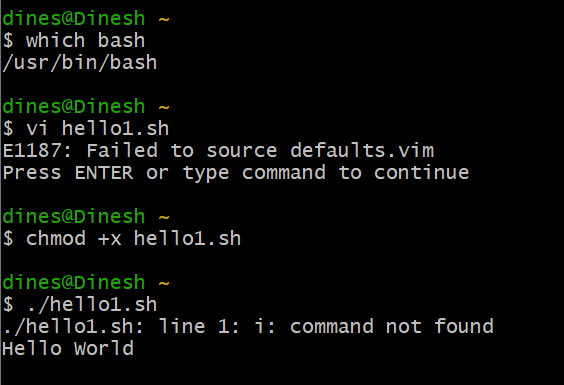 dines@Dinesh ~
$ which bash
/usr/bin/bash
dines@Dinesh ~
$ vi hello1.sh
E1187: Failed to source defaults.vim
Press ENTER or type command to continue
dines@Dinesh ~
$ chmod +x hello1.sh
dines@Dinesh ~
$ ./hello1.sh
./hello1.sh: line 1: i: command not found
Hello World